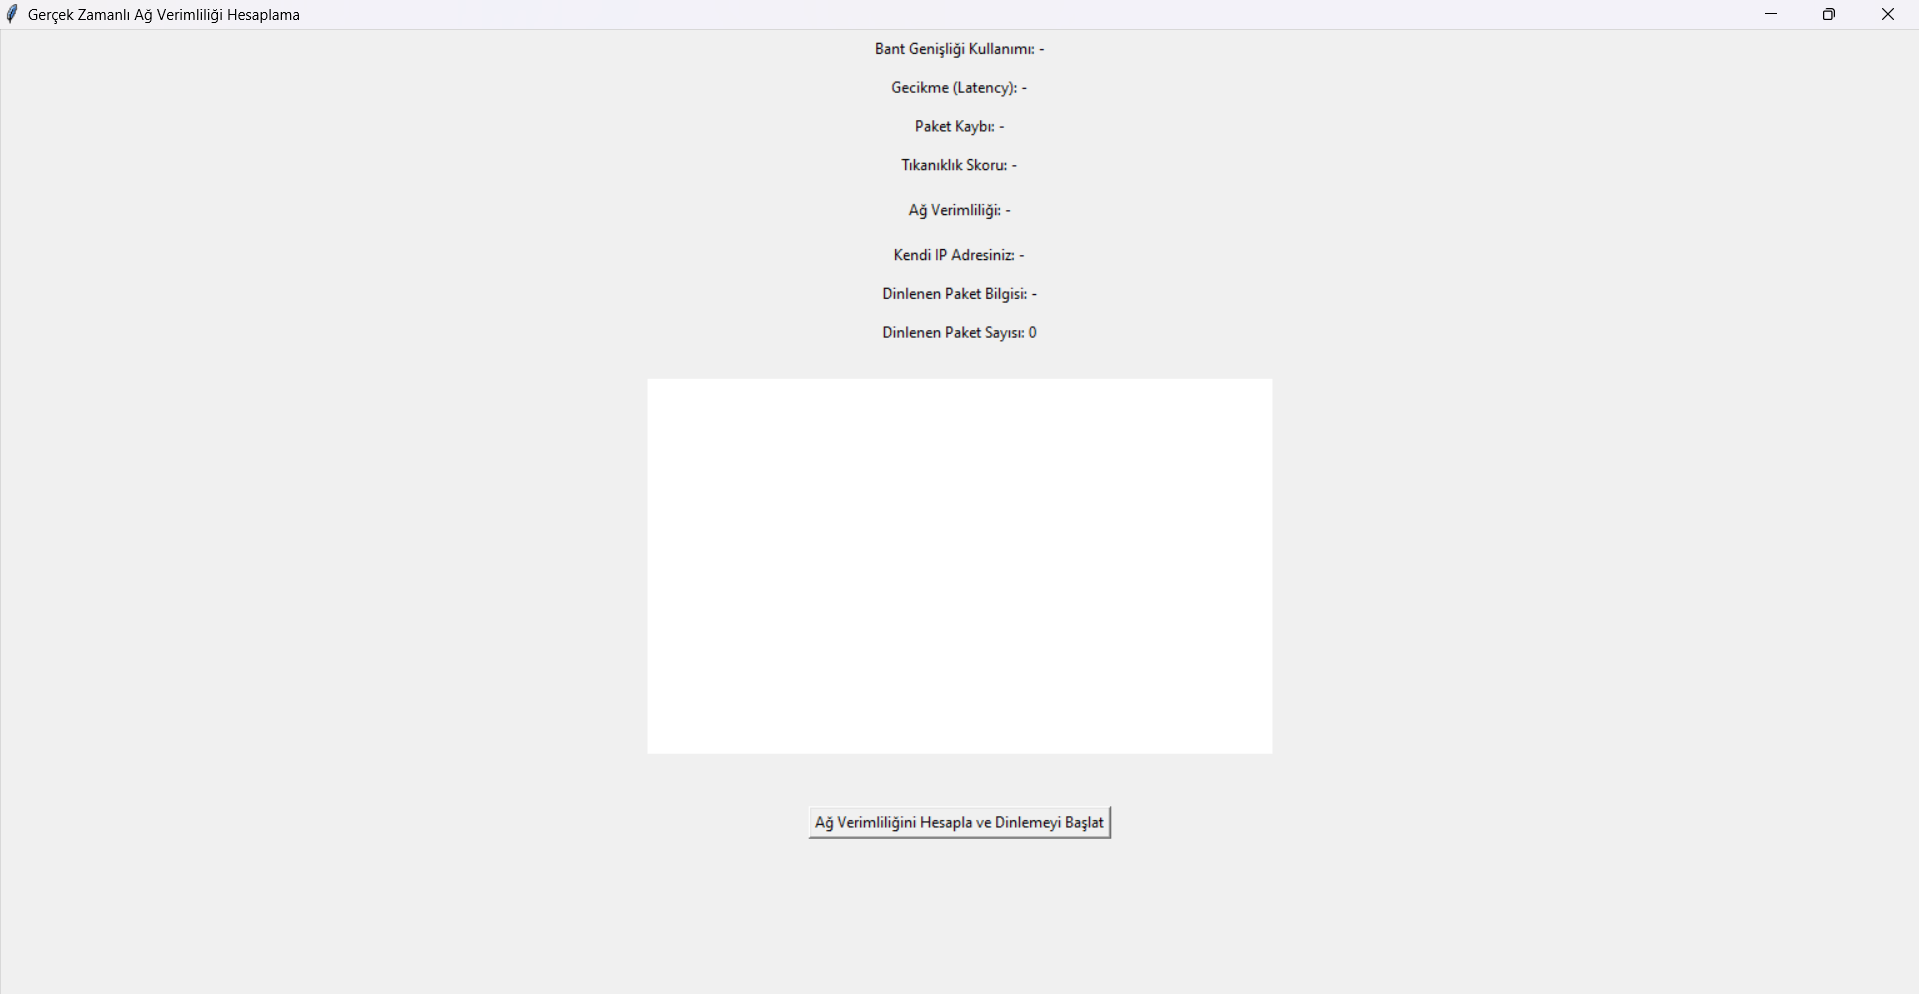 Gerçek Zamanlı Ağ Verimliliği Hesaplama
Bant Genişliği Kullanımı: -
Gecikme (Latency): -
Paket Kaybı: -
Tıkanıklık Skoru: -
Ağ Verimliliği: -
Kendi IP Adresiniz: -
Dinlenen Paket Bilgisi: -
Dinlenen Paket Sayısı: 0
Ağ Verimliliğini Hesapla ve Dinlemeyi Başlat